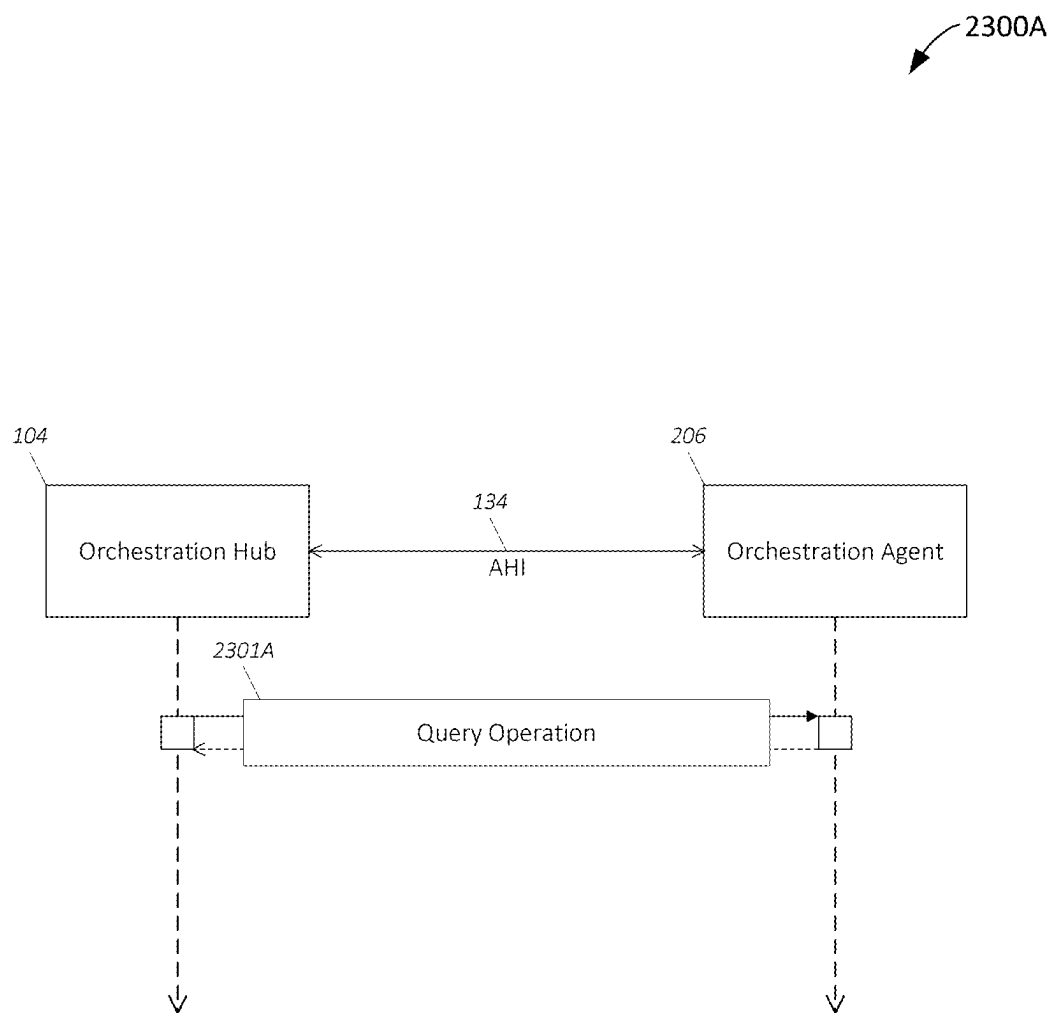 2300A
104
206
134
Orchestration Hub
Orchestration Agent
AHI
2301A
Query Operation